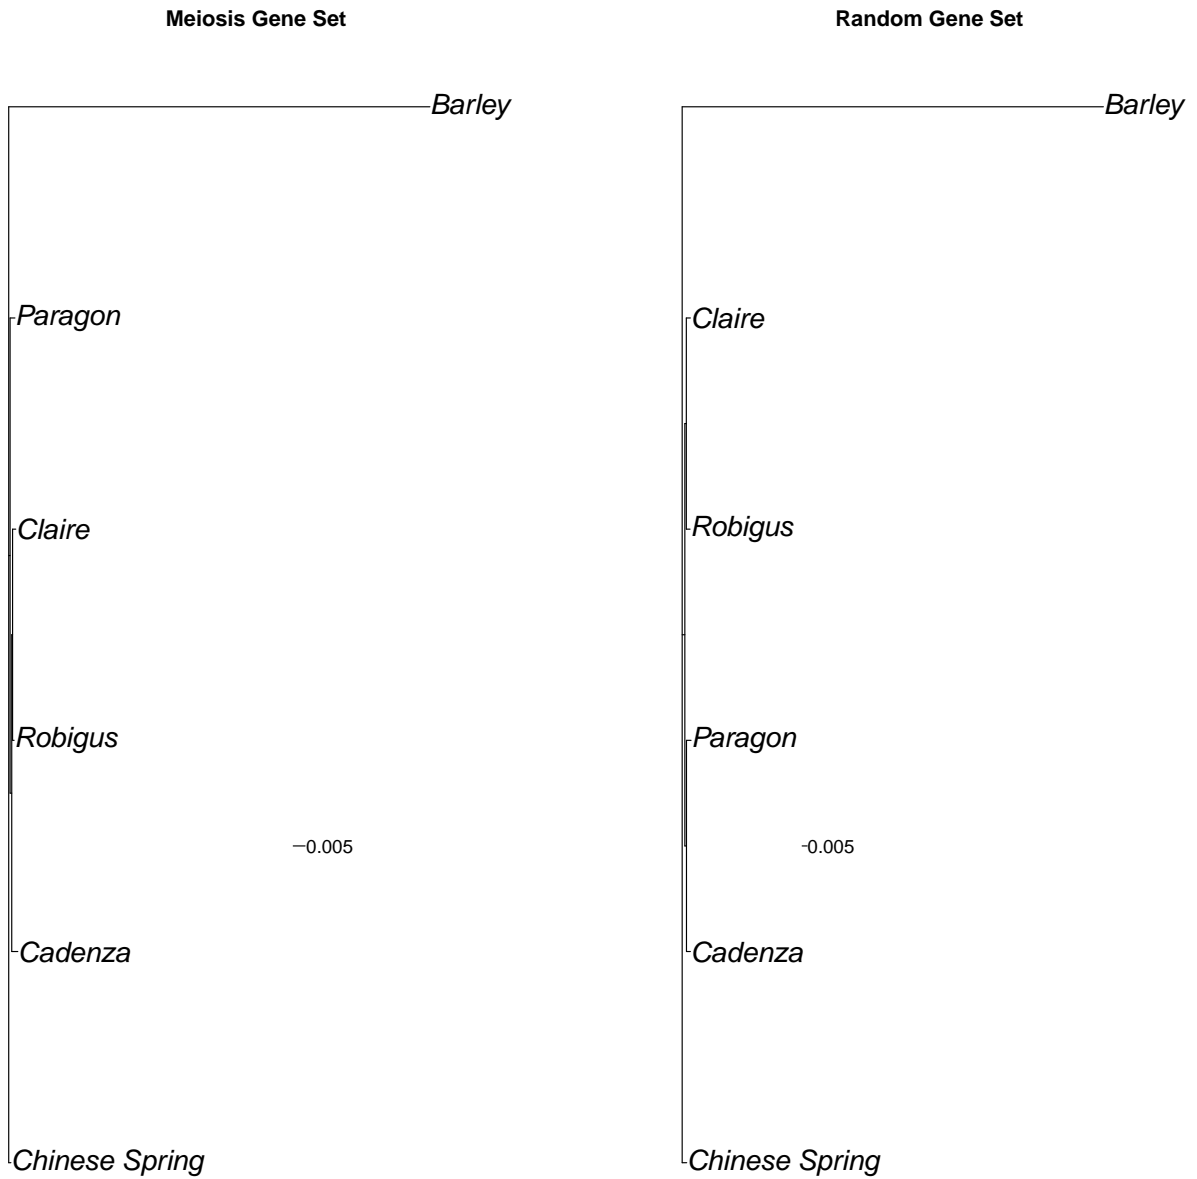 Meiosis Gene Set
Barley
Paragon
Claire
Robigus
0.005
Cadenza
Chinese Spring
Random Gene Set
Barley
Claire
Robigus
Paragon
0.005
Cadenza
Chinese Spring